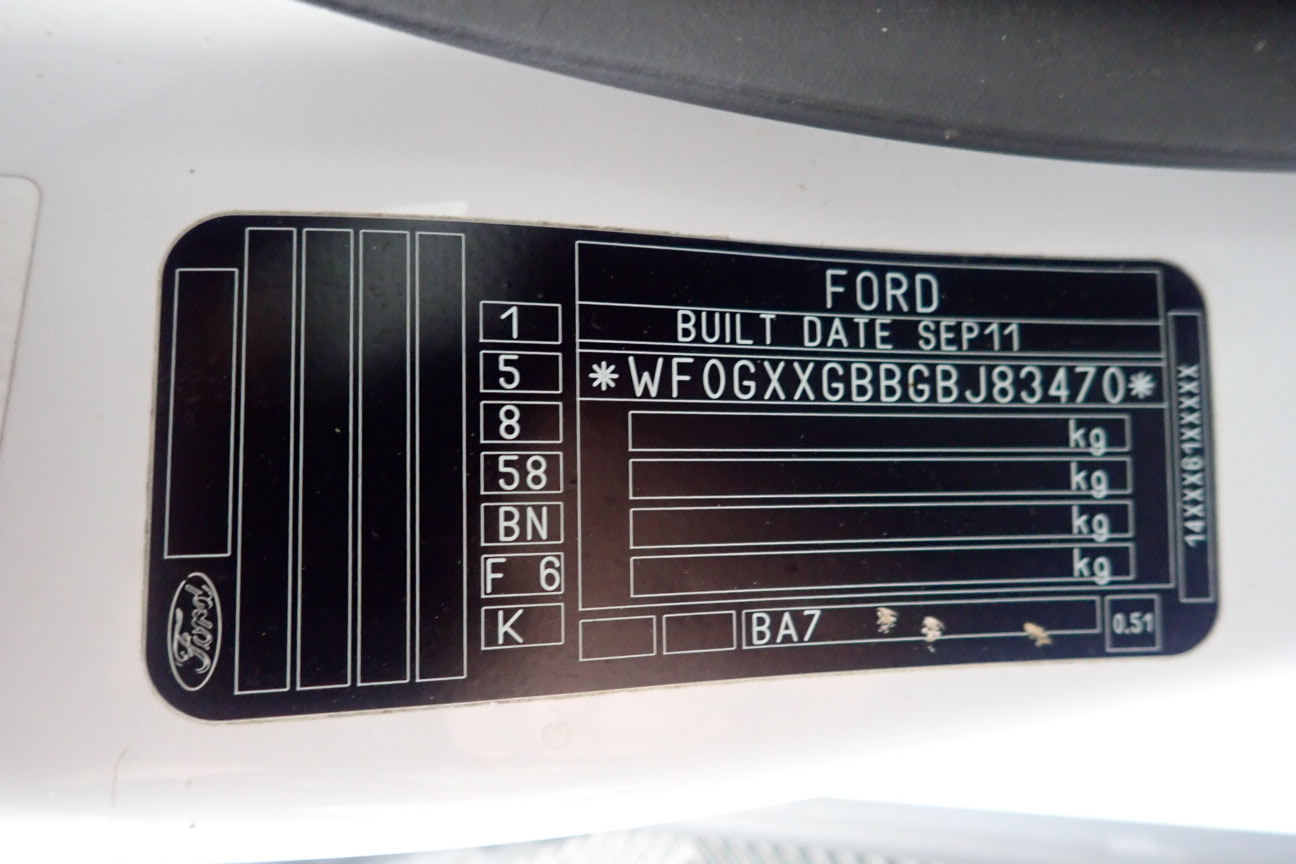 FORD
BUILT DATE SEP11
*WF0GXXGBBGBJ83470*
kg
kg
kg
kg
1
5
8
58
BN
F 6
K
BA7
0.51
14XXX61XXXXX
Ford